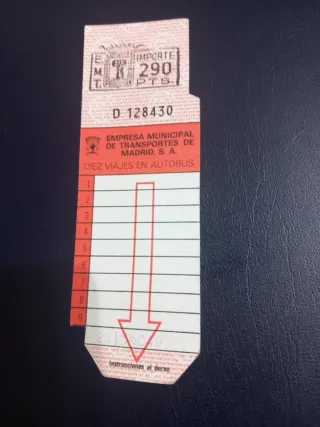 E.M.T.
IMPORTE
290
PTS.
D 128430
EMPRESA MUNICIPAL
DE TRANSPORTES DE
MADRID, S. A.
DIEZ VIAJES EN AUTOBUS.
1
2
3
4
5
6
7
8
9
Instrucciones al dorso